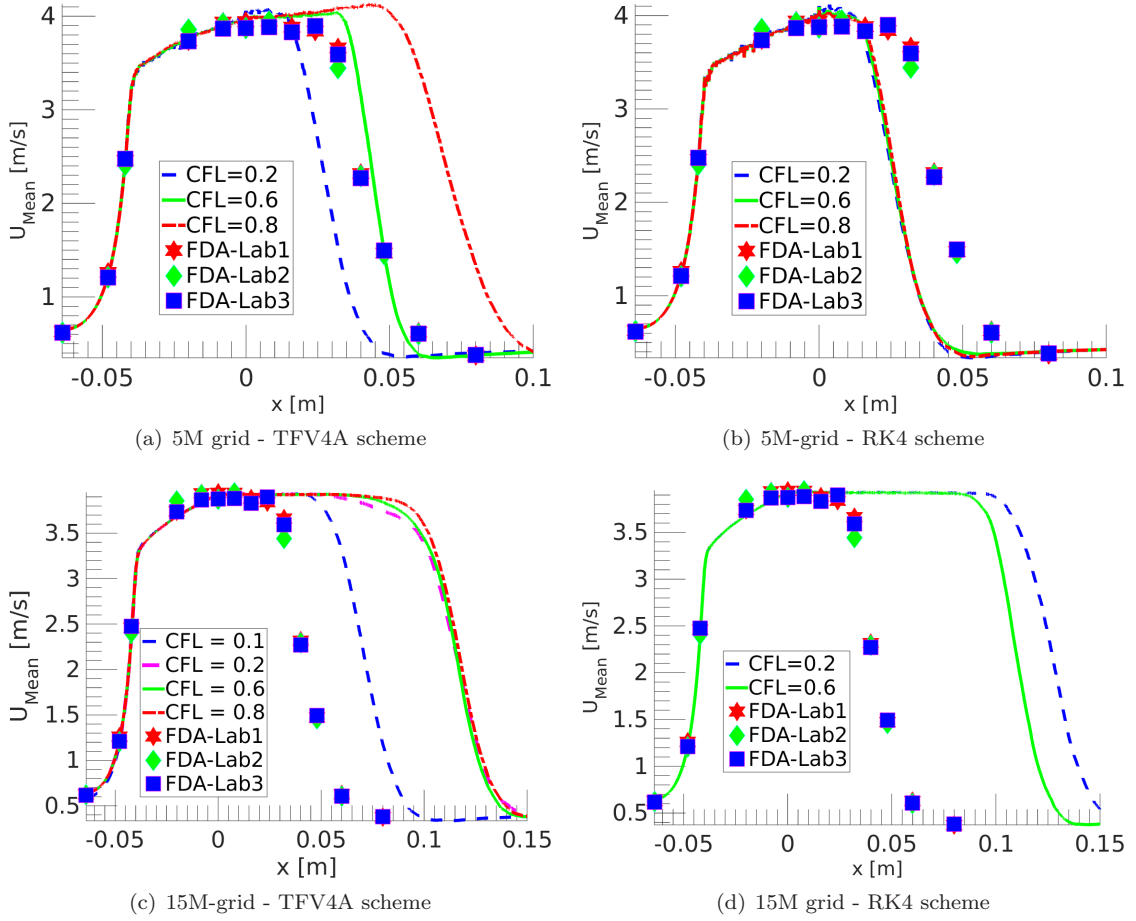 4
3
2
1
U_Mean [m/s]
CFL=0.2
CFL=0.6
CFL=0.8
FDA-Lab1
FDA-Lab2
FDA-Lab3
-0.05
0
0.05
0.1
x [m]
(a) 5M grid - TFV4A scheme
4
3
2
1
U_Mean [m/s]
CFL=0.2
CFL=0.6
CFL=0.8
FDA-Lab1
FDA-Lab2
FDA-Lab3
-0.05
0
0.05
0.1
x [m]
(b) 5M-grid - RK4 scheme
3.5
3
2.5
2
1.5
1
0.5
U_Mean [m/s]
CFL = 0.1
CFL = 0.2
CFL = 0.6
CFL = 0.8
FDA-Lab1
FDA-Lab2
FDA-Lab3
-0.05
0
0.05
0.1
0.15
x [m]
(c) 15M-grid - TFV4A scheme
3.5
3
2.5
2
1.5
1
0.5
U_Mean [m/s]
CFL=0.2
CFL=0.6
FDA-Lab1
FDA-Lab2
FDA-Lab3
-0.05
0
0.05
0.1
0.15
x [m]
(d) 15M grid - RK4 scheme